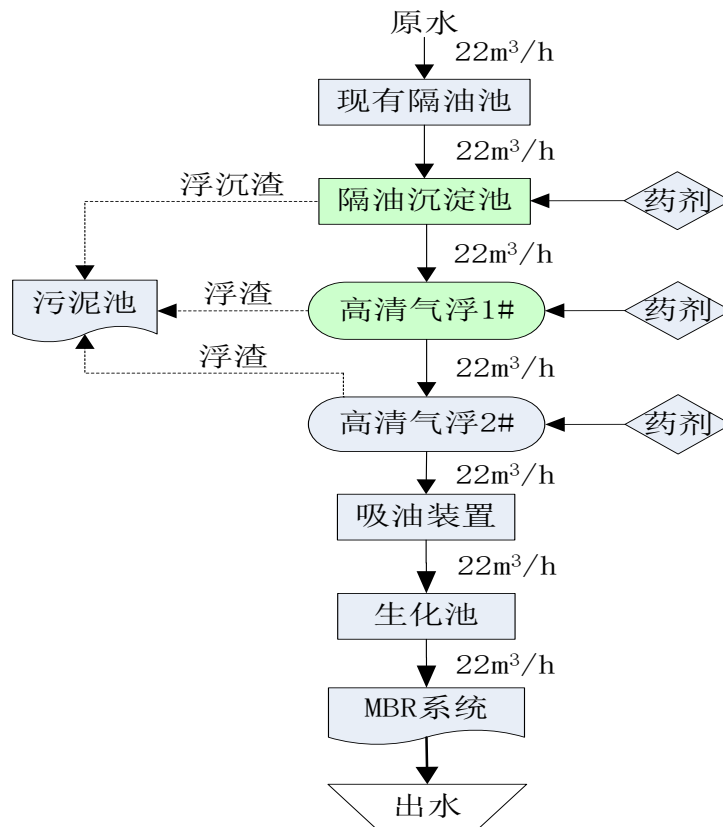 原水
22m³/h
现有隔油池
22m³/h
浮沉渣
隔油沉淀池
药剂
22m³/h
污泥池
浮渣
高清气浮1#
药剂
浮渣
22m³/h
高清气浮2#
药剂
22m³/h
吸油装置
22m³/h
生化池
22m³/h
MBR系统
出水